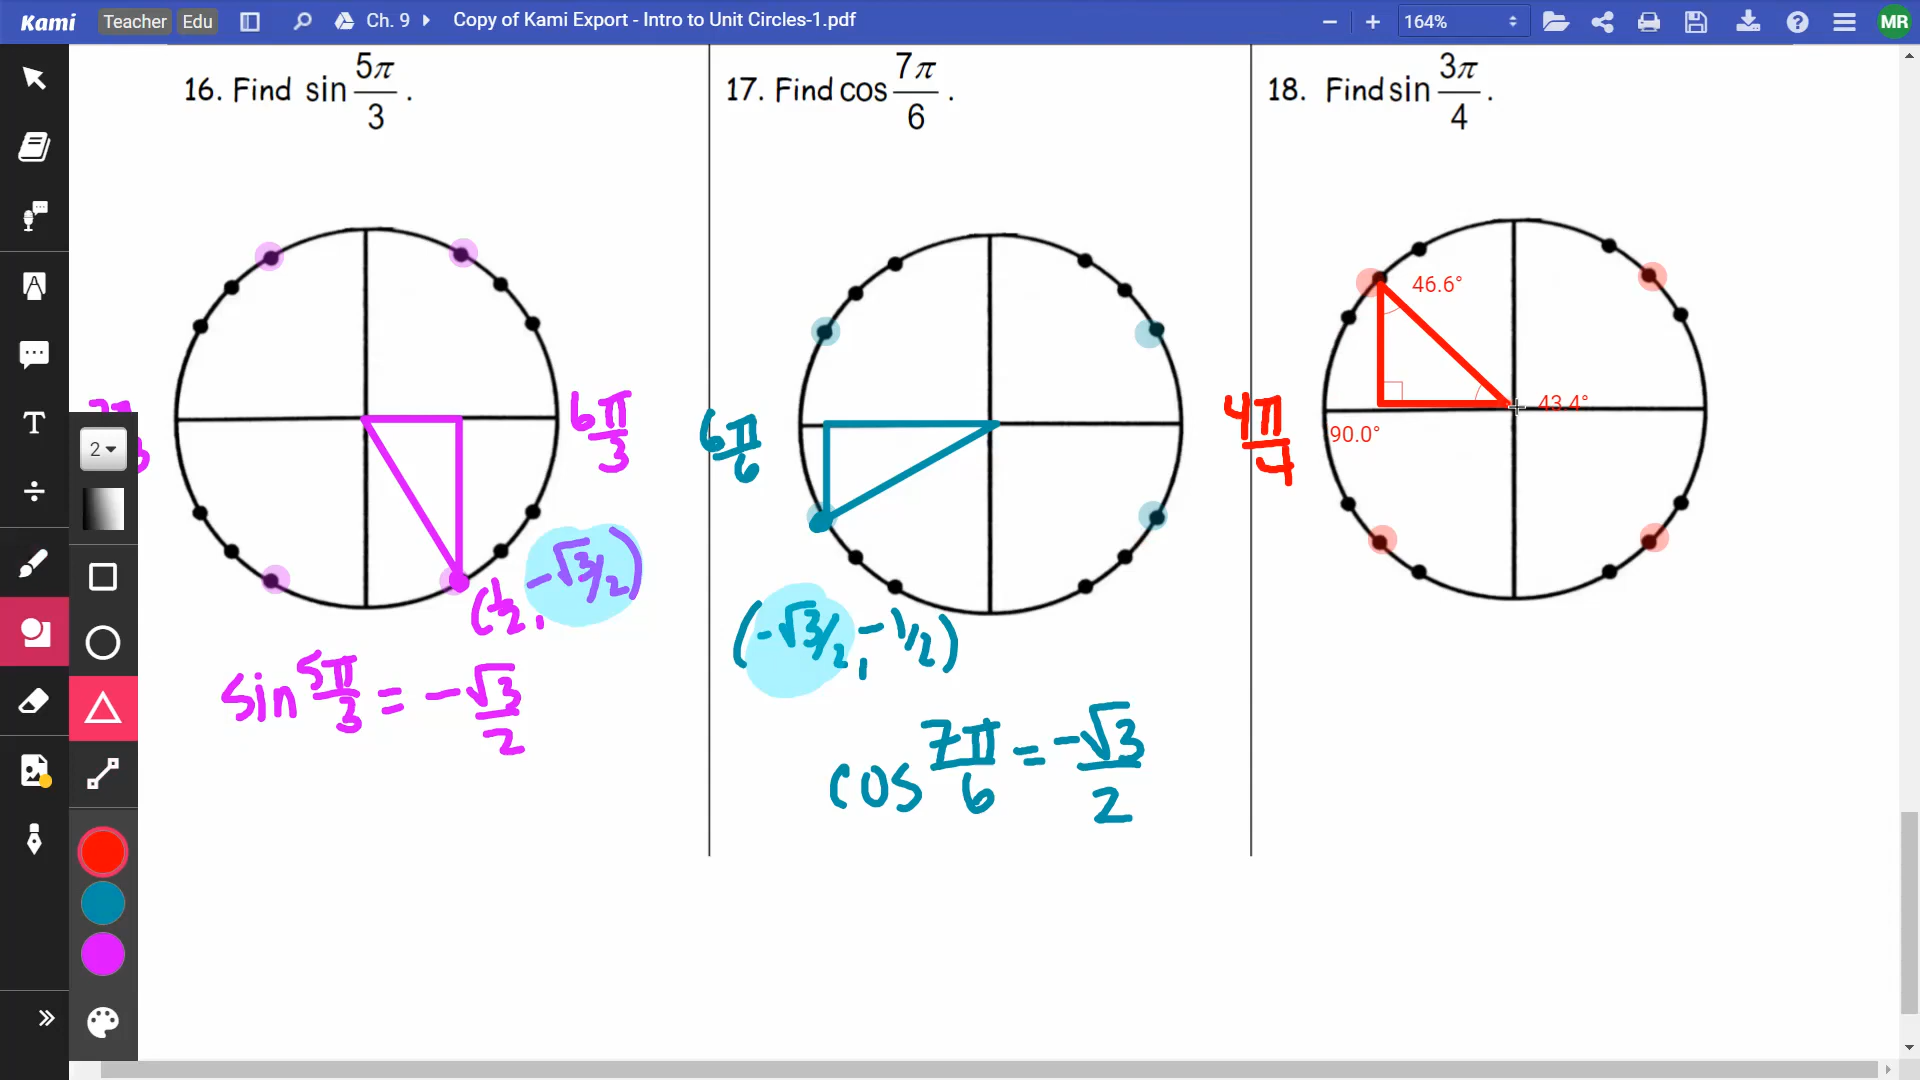 Kami Teacher Edu Ch. 9 Copy of Kami Export - Intro to Unit Circles-1.pdf 164% MR
16. Find sin 5π/3 .
6π/3
(1/2, -√3/2)
sin 5π/3 = -√3/2
17. Find cos 7π/6 .
6π/6
(-√3/2, -1/2)
cos 7π/6 = -√3/2
18. Find sin 3π/4 .
46.6°
43.4°
90.0°
4π/4
T
2